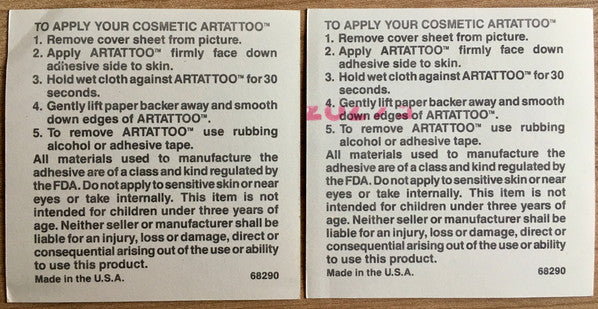 TO APPLY YOUR COSMETIC ARTATTOO™
1. Remove cover sheet from picture.
2. Apply ARTATTOO™ firmly face down
adhesive side to skin.
3. Hold wet cloth against ARTATTOO™ for 30
seconds.
4. Gently lift paper backer away and smooth
down edges of ARTATTOO™.
5. To remove ARTATTOO™ use rubbing
alcohol or adhesive tape.
All materials used to manufacture the
adhesive are of a class and kind regulated by
the FDA. Do not apply to sensitive skin or near
eyes or take internally. This item is not
intended for children under three years of
age. Neither seller or manufacturer shall be
liable for an injury, loss or damage, direct or
consequential arising out of the use or ability
to use this product.
Made in the U.S.A. 68290
TO APPLY YOUR COSMETIC ARTATTOO™
1. Remove cover sheet from picture.
2. Apply ARTATTOO™ firmly face down
adhesive side to skin.
3. Hold wet cloth against ARTATTOO™ for 30
seconds.
4. Gently lift paper backer away and smooth
down edges of ARTATTOO™.
5. To remove ARTATTOO™ use rubbing
alcohol or adhesive tape.
All materials used to manufacture the
adhesive are of a class and kind regulated by
the FDA. Do not apply to sensitive skin or near
eyes or take internally. This item is not
intended for children under three years of
age. Neither seller or manufacturer shall be
liable for an injury, loss or damage, direct or
consequential arising out of the use or ability
to use this product.
Made in the U.S.A. 68290